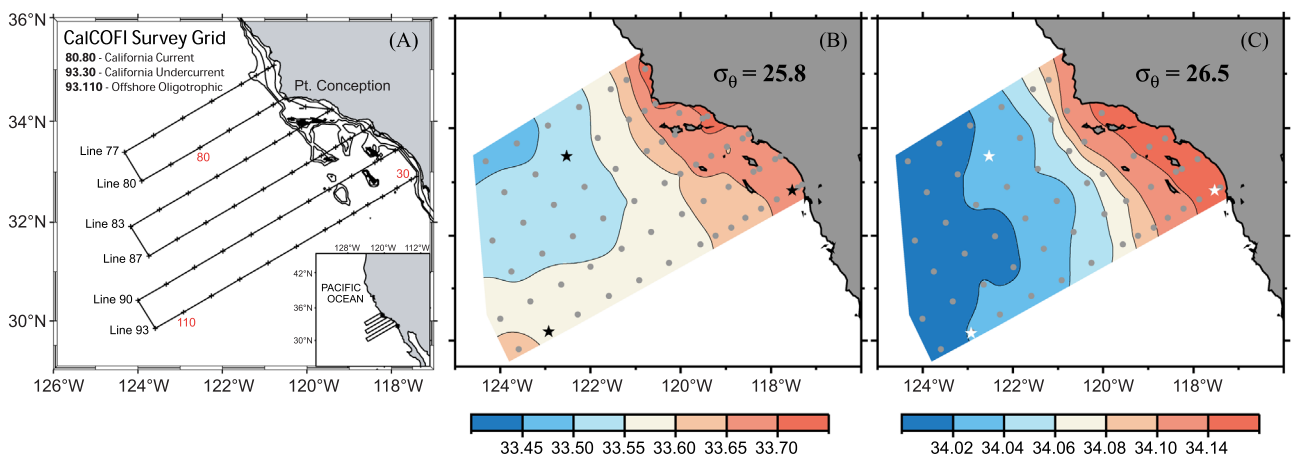 36°N
34°N
32°N
30°N
126°W
124°W
122°W
120°W
118°W
CalCOFI Survey Grid
(A)
80.80 - California Current
93.30 - California Undercurrent
93.110 - Offshore Oligotrophic
Pt. Conception
Line 77
80
Line 80
30
Line 83
Line 87
Line 90
110
Line 93
128°W
120°W
112°W
42°N
36°N
30°N
PACIFIC
OCEAN
(B)
σθ = 25.8
124°W
122°W
120°W
118°W
33.45
33.50
33.55
33.60
33.65
33.70
(C)
σθ = 26.5
124°W
122°W
120°W
118°W
34.02
34.04
34.06
34.08
34.10
34.14